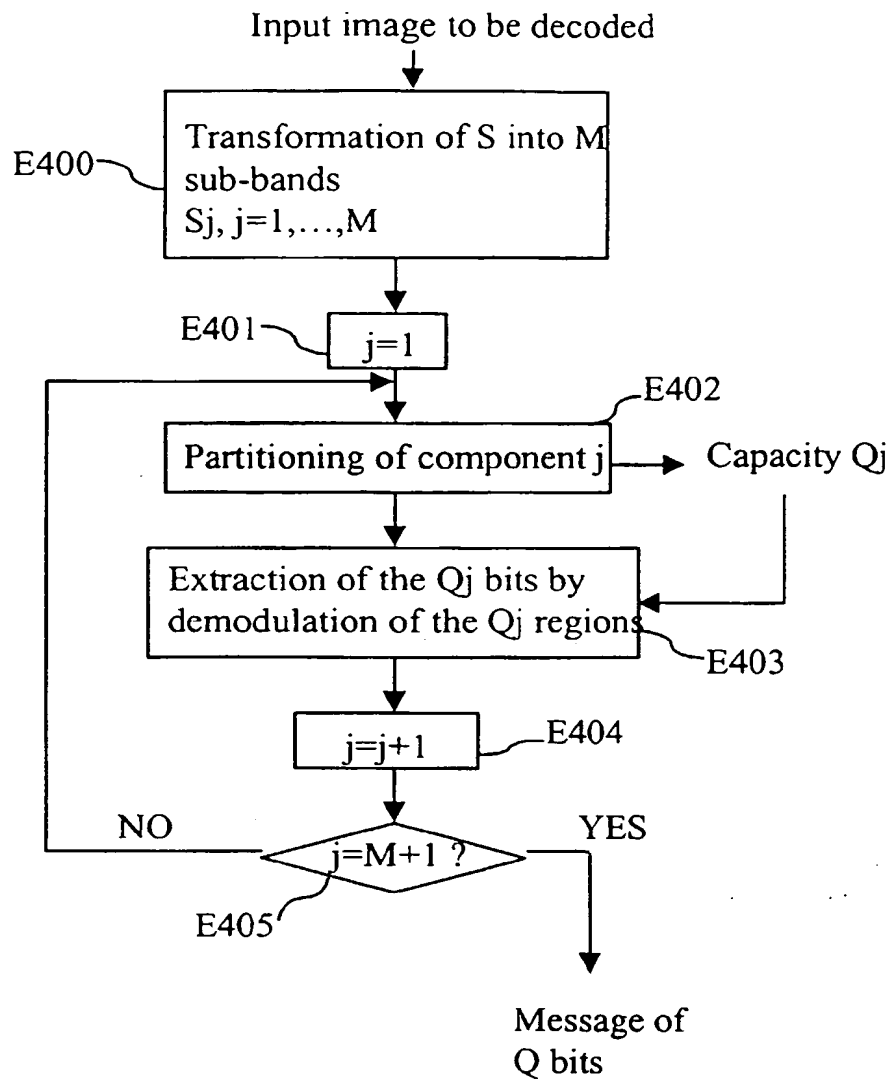 Input image to be decoded
Transformation of S into M
sub-bands
Sj, j=1,...,M
E400
E401
j=1
E402
Partitioning of component j
Capacity Qj
Extraction of the Qj bits by
demodulation of the Qj regions
E403
j=j+1
E404
NO
YES
j=M+1 ?
E405
Message of
Q bits